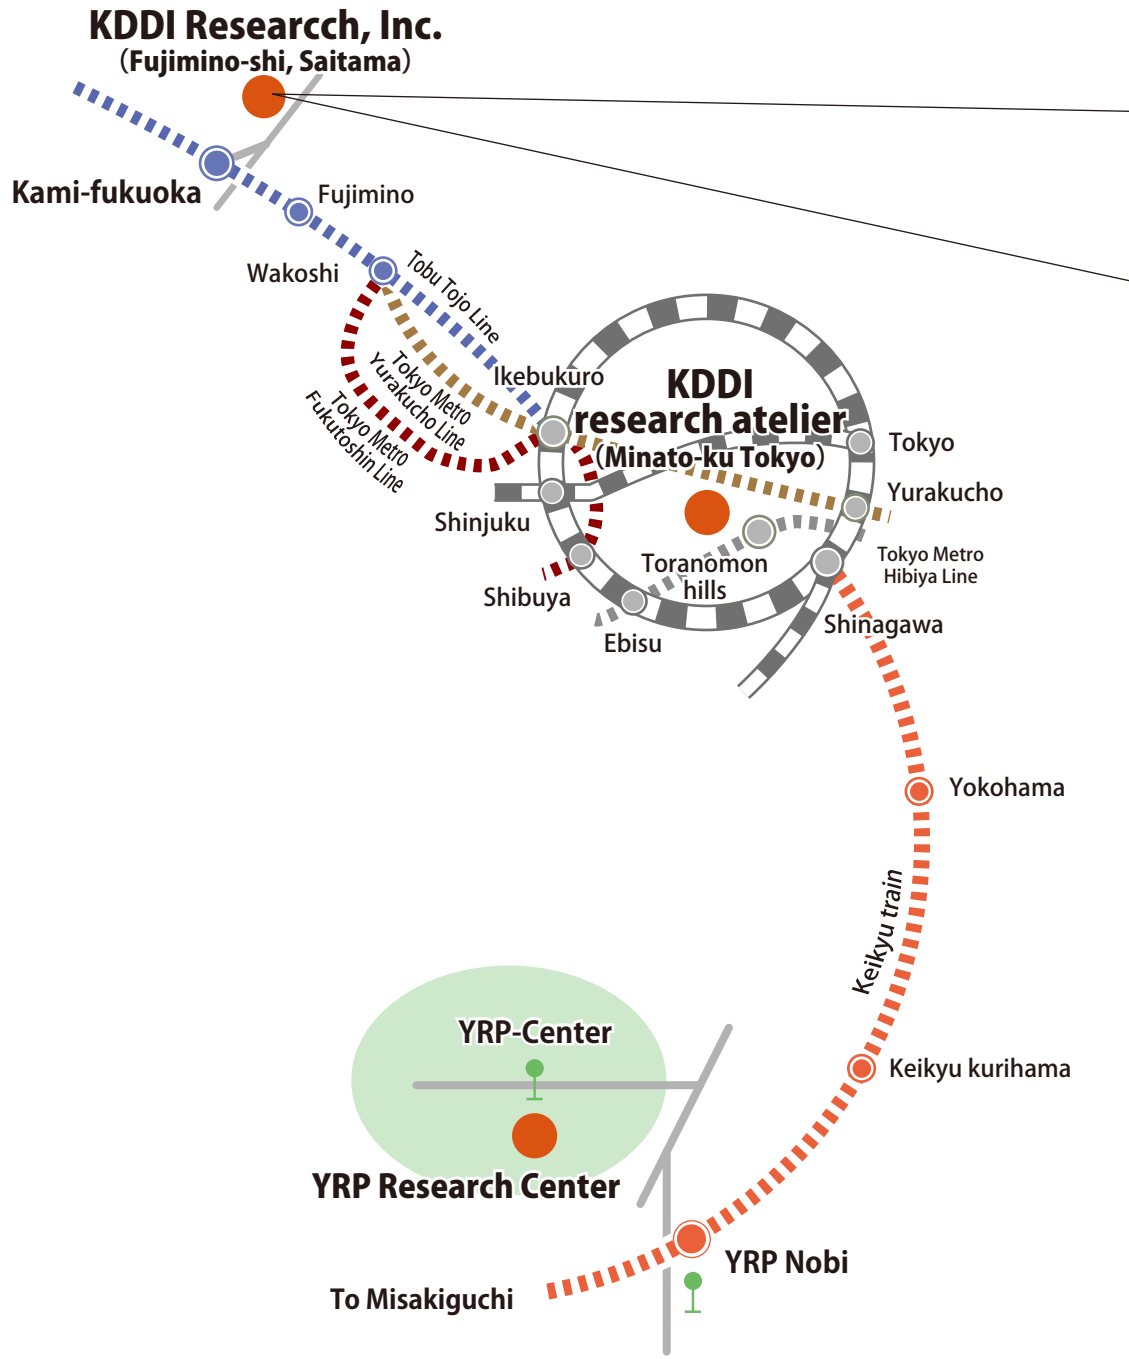 KDDI Researcch, Inc.
(Fujimino-shi, Saitama)
Kami-fukuoka
Fujimino
Wakoshi
Tobu Tojo Line
Tokyo Metro
Yurakucho Line
Tokyo Metro
Fukutoshin Line
Ikebukuro
KDDI
research atelier
(Minato-ku Tokyo)
Tokyo
Yurakucho
Shinjuku
Tokyo Metro
Hibiya Line
Toranomon
hills
Shibuya
Ebisu
Shinagawa
Yokohama
Keikyu train
YRP-Center
Keikyu kurihama
YRP Research Center
YRP Nobi
To Misakiguchi